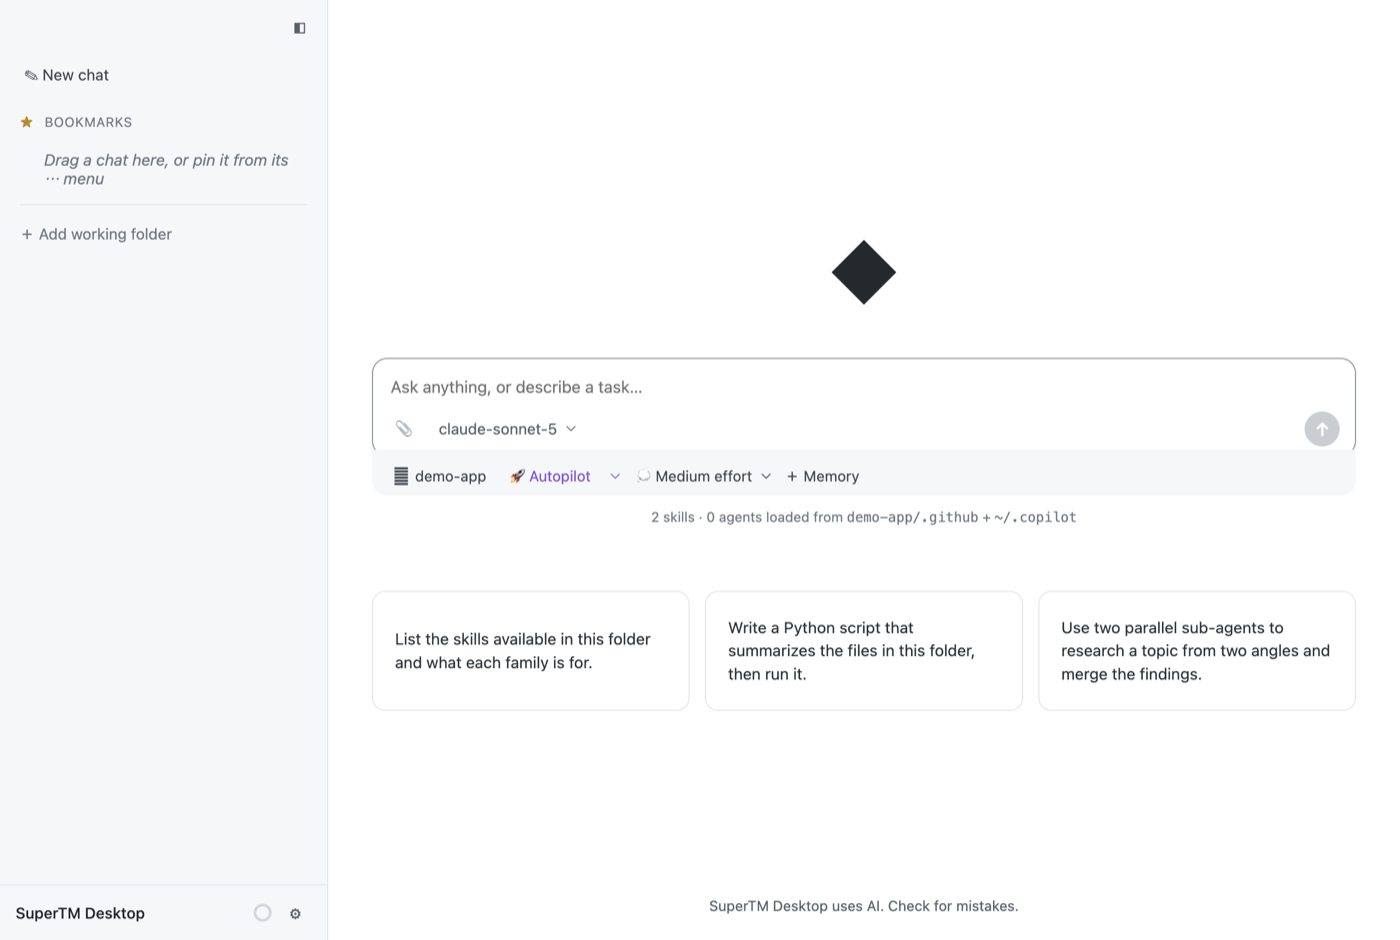 New chat
BOOKMARKS
Drag a chat here, or pin it from its
··· menu
+ Add working folder
Ask anything, or describe a task...
claude-sonnet-5
demo-app Autopilot Medium effort + Memory
2 skills · 0 agents loaded from demo-app/.github + ~/.copilot
List the skills available in this folder
and what each family is for.
Write a Python script that
summarizes the files in this folder,
then run it.
Use two parallel sub-agents to
research a topic from two angles and
merge the findings.
SuperTM Desktop
SuperTM Desktop uses AI. Check for mistakes.